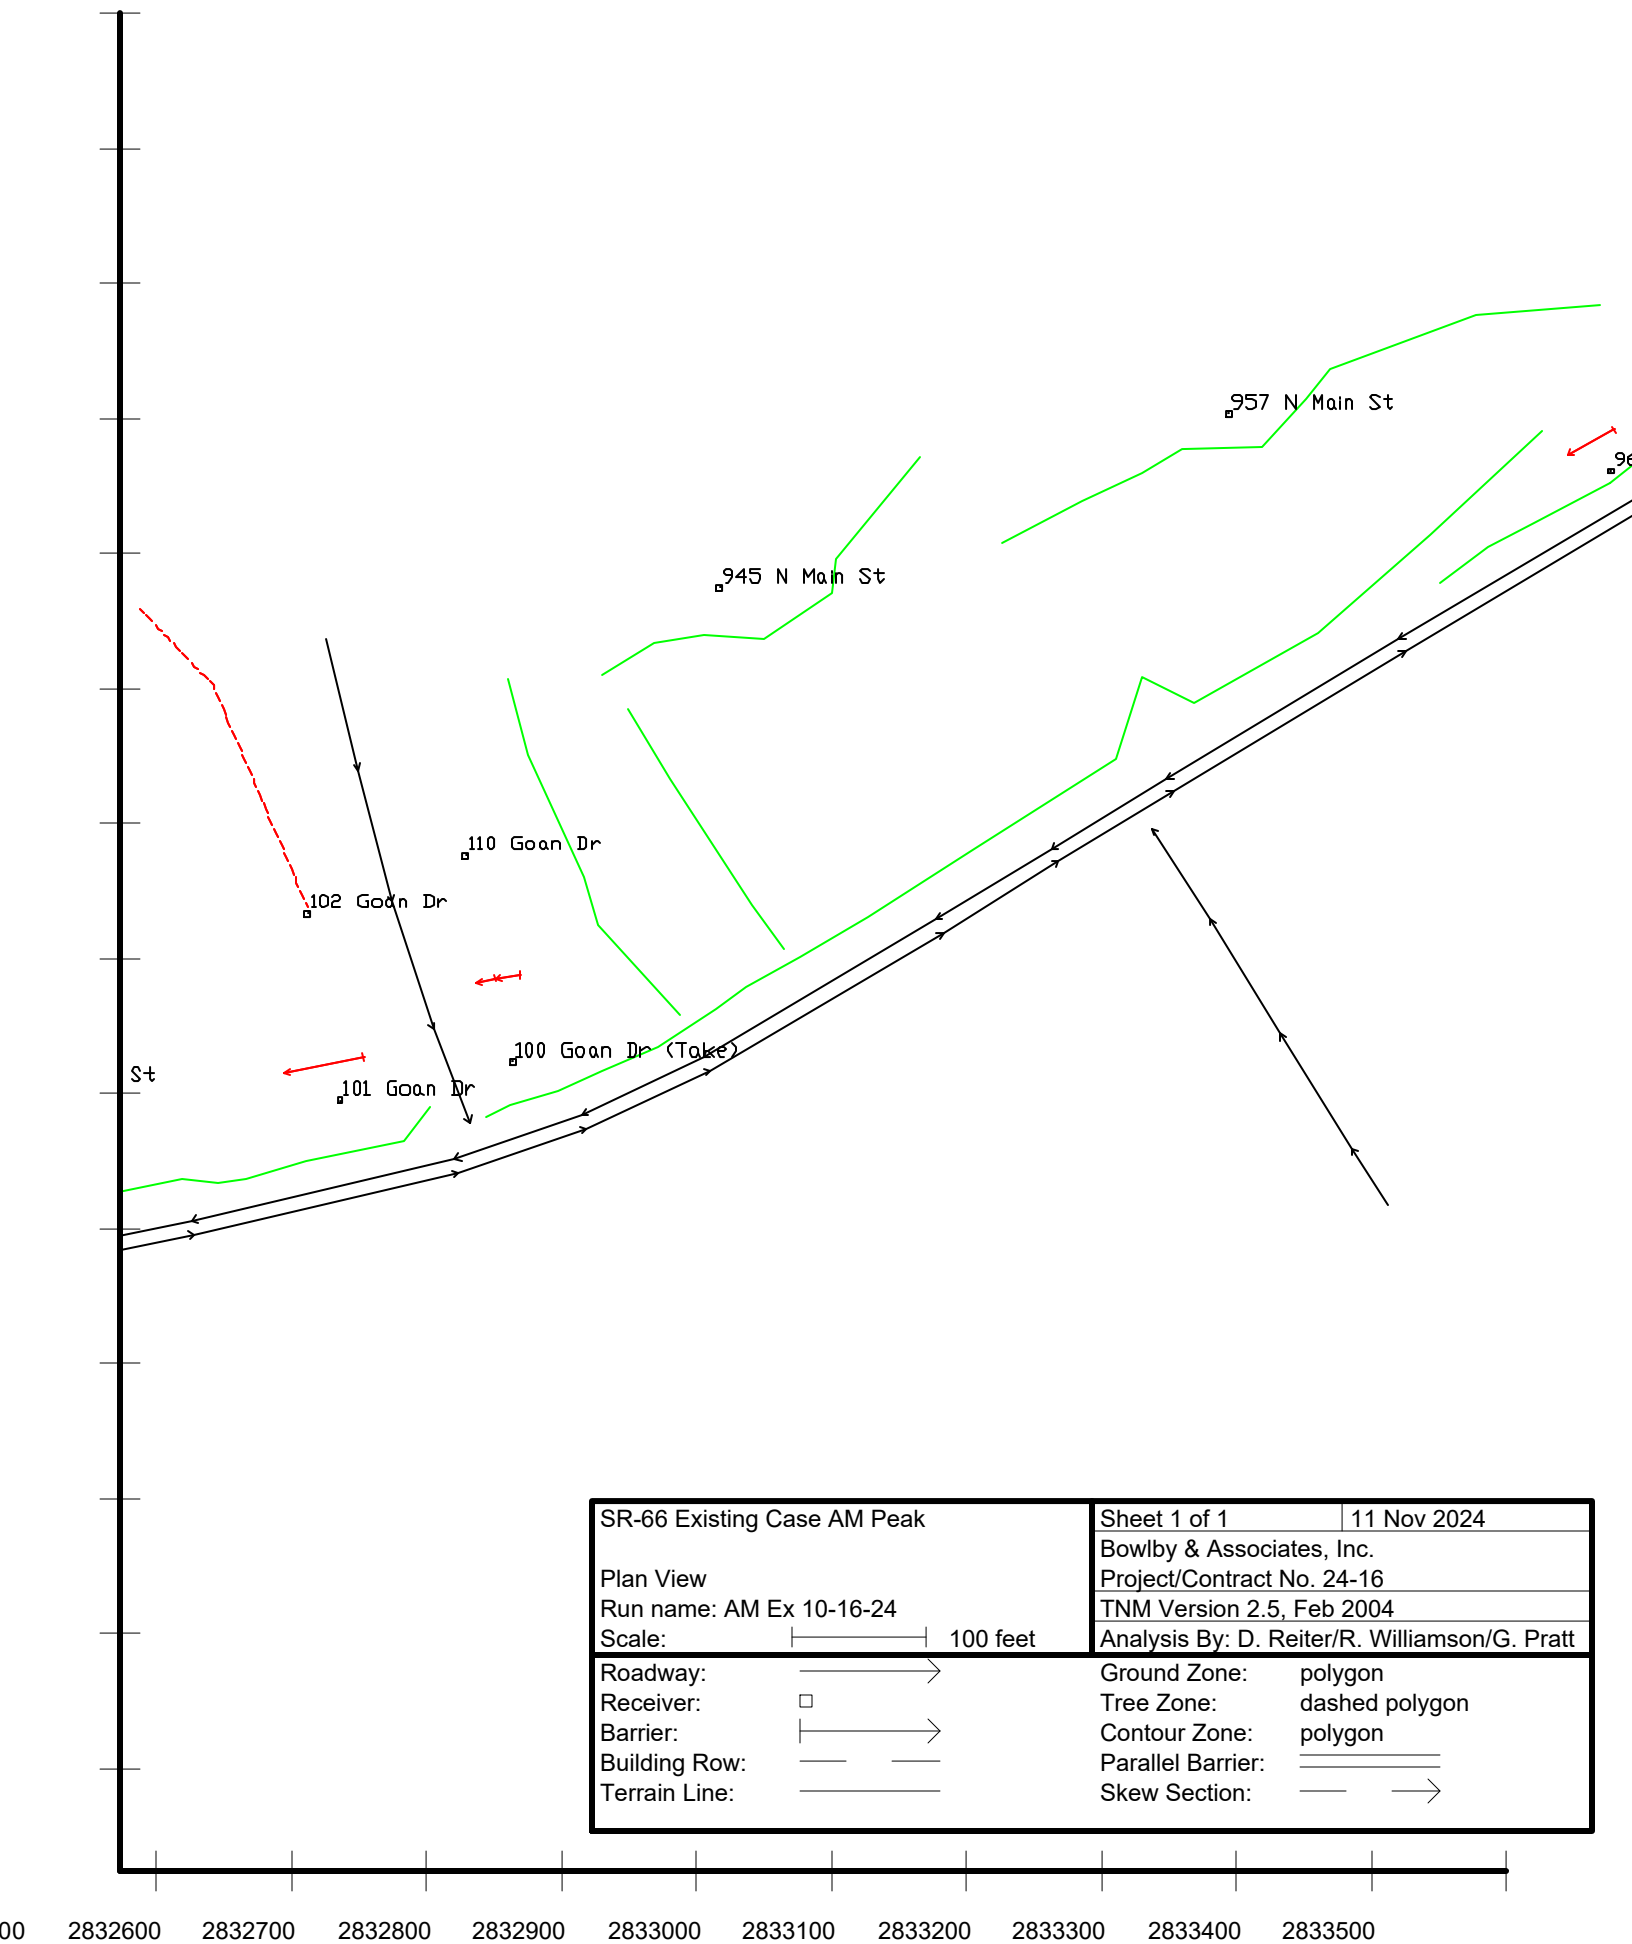 957 N Main St
96
945 N Main St
110 Goan Dr
102 Goan Dr
100 Goan Dr (Take)
St
101 Goan Dr
SR-66 Existing Case AM Peak
Sheet 1 of 1
11 Nov 2024
Bowlby & Associates, Inc.
Plan View
Project/Contract No. 24-16
Run name: AM Ex 10-16-24
TNM Version 2.5, Feb 2004
Scale:
100 feet
Analysis By: D. Reiter/R. Williamson/G. Pratt
Roadway:
Ground Zone: polygon
Receiver:
Tree Zone: dashed polygon
Barrier:
Contour Zone: polygon
Building Row:
Parallel Barrier:
Terrain Line:
Skew Section:
00 2832600 2832700 2832800 2832900 2833000 2833100 2833200 2833300 2833400 2833500